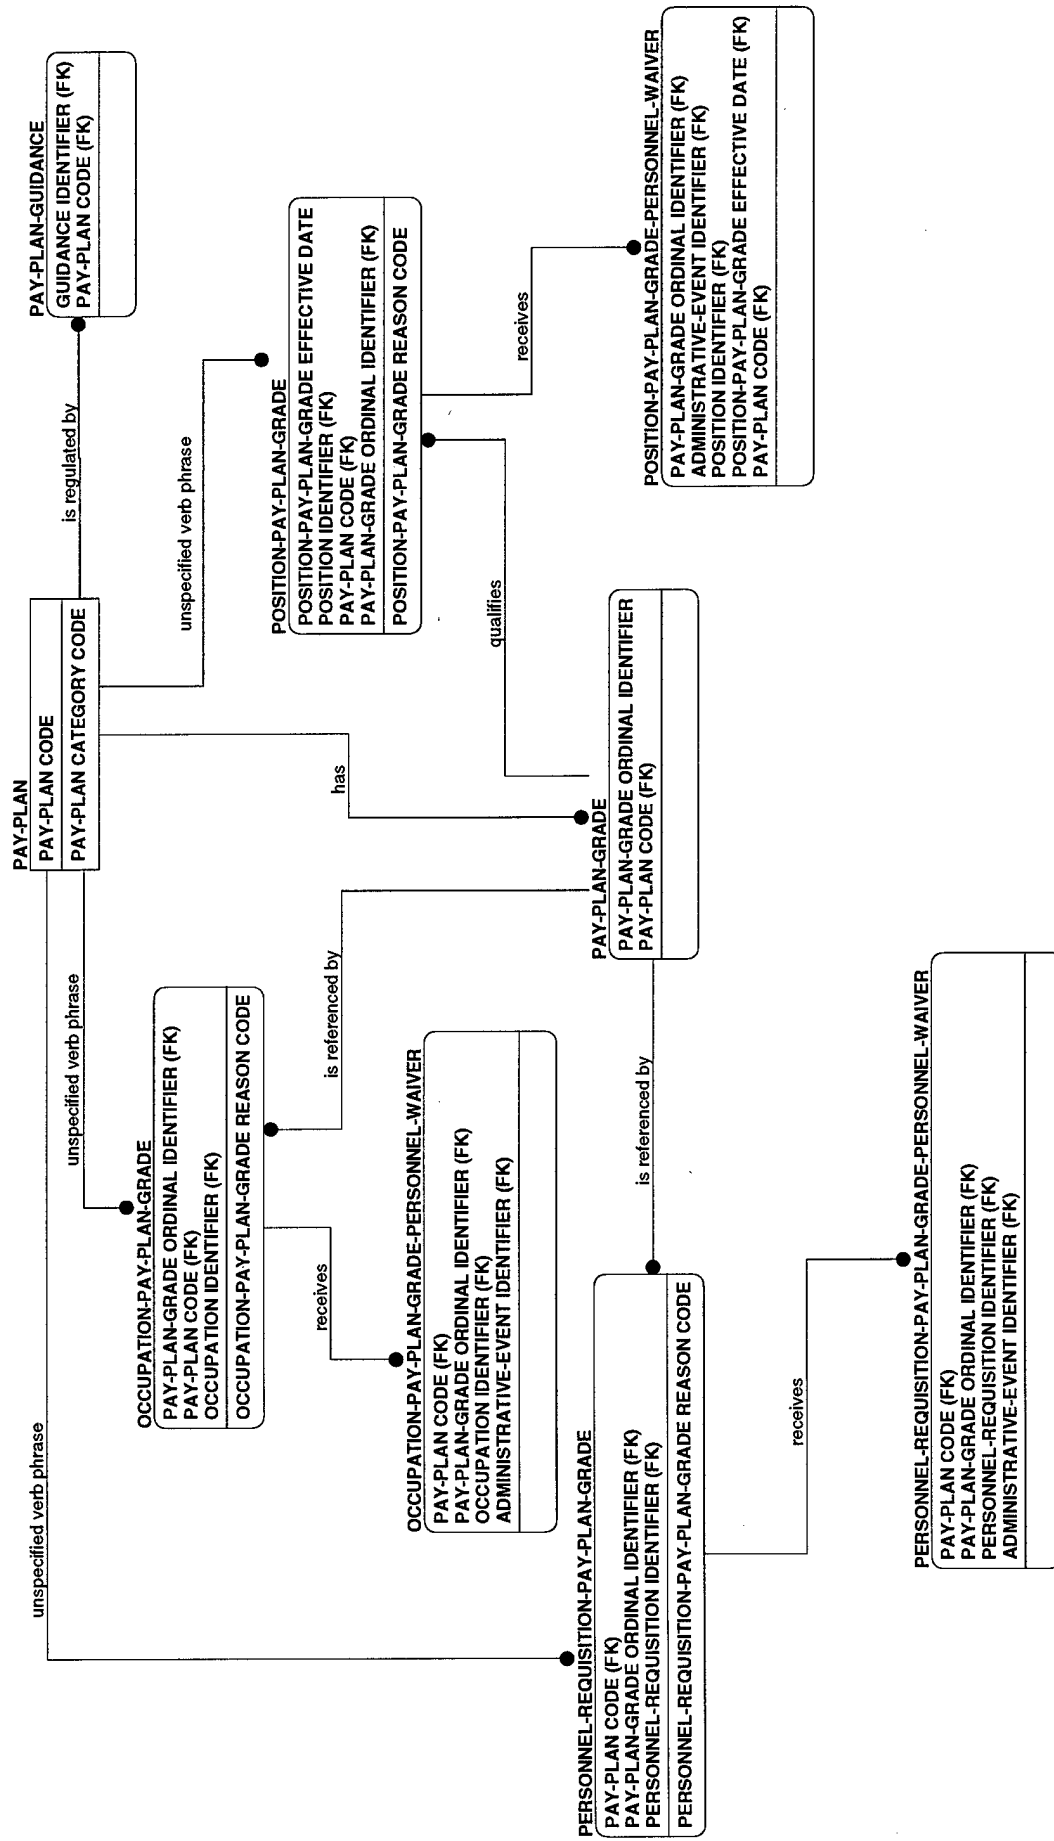 PAY-PLAN
PAY-PLAN CODE
PAY-PLAN CATEGORY CODE
unspecified verb phrase
unspecified verb phrase
has
unspecified verb phrase
is regulated by
PAY-PLAN-GUIDANCE
GUIDANCE IDENTIFIER (FK)
PAY-PLAN CODE (FK)
OCCUPATION-PAY-PLAN-GRADE
PAY-PLAN-GRADE ORDINAL IDENTIFIER (FK)
PAY-PLAN CODE (FK)
OCCUPATION IDENTIFIER (FK)
OCCUPATION-PAY-PLAN-GRADE REASON CODE
receives
is referenced by
POSITION-PAY-PLAN-GRADE
POSITION-PAY-PLAN-GRADE EFFECTIVE DATE
POSITION IDENTIFIER (FK)
PAY-PLAN CODE (FK)
PAY-PLAN-GRADE ORDINAL IDENTIFIER (FK)
POSITION-PAY-PLAN-GRADE REASON CODE
qualifies
receives
OCCUPATION-PAY-PLAN-GRADE-PERSONNEL-WAIVER
PAY-PLAN CODE (FK)
PAY-PLAN-GRADE ORDINAL IDENTIFIER (FK)
OCCUPATION IDENTIFIER (FK)
ADMINISTRATIVE-EVENT IDENTIFIER (FK)
PERSONNEL-REQUISITION-PAY-PLAN-GRADE
PAY-PLAN CODE (FK)
PAY-PLAN-GRADE ORDINAL IDENTIFIER (FK)
PERSONNEL-REQUISITION IDENTIFIER (FK)
PERSONNEL-REQUISITION-PAY-PLAN-GRADE REASON CODE
is referenced by
PAY-PLAN-GRADE
PAY-PLAN-GRADE ORDINAL IDENTIFIER
PAY-PLAN CODE (FK)
POSITION-PAY-PLAN-GRADE-PERSONNEL-WAIVER
PAY-PLAN-GRADE ORDINAL IDENTIFIER (FK)
ADMINISTRATIVE-EVENT IDENTIFIER (FK)
POSITION IDENTIFIER (FK)
POSITION-PAY-PLAN-GRADE EFFECTIVE DATE (FK)
PAY-PLAN CODE (FK)
receives
PERSONNEL-REQUISITION-PAY-PLAN-GRADE-PERSONNEL-WAIVER
PAY-PLAN CODE (FK)
PAY-PLAN-GRADE ORDINAL IDENTIFIER (FK)
PERSONNEL-REQUISITION IDENTIFIER (FK)
ADMINISTRATIVE-EVENT IDENTIFIER (FK)